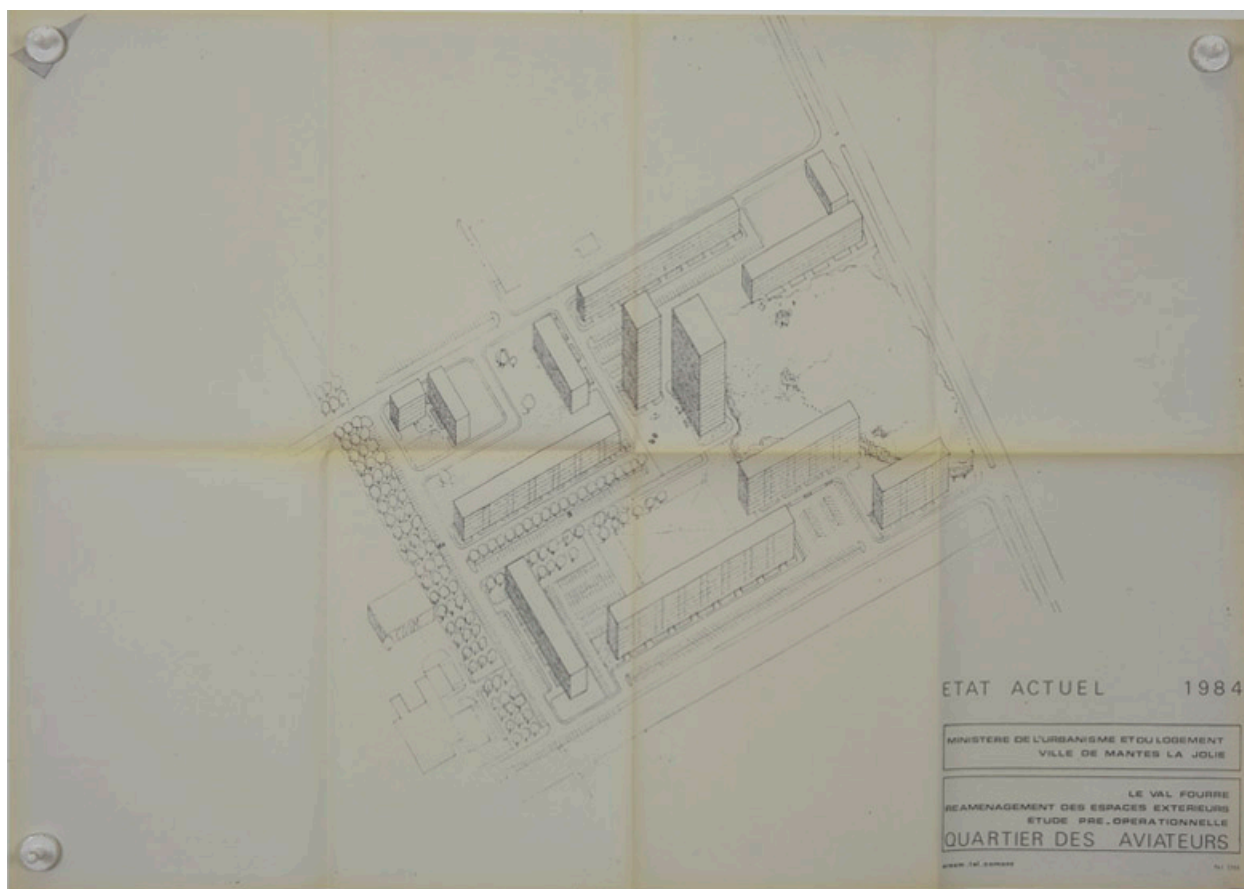 ETAT ACTUEL 1984
MINISTERE DE L'URBANISME ET DU LOGEMENT
VILLE DE MANTES LA JOLIE
LE VAL FOURRE
REAMENAGEMENT DES ESPACES EXTERIEURS
ETUDE PRE_OPERATIONNELLE
QUARTIER DES AVIATEURS